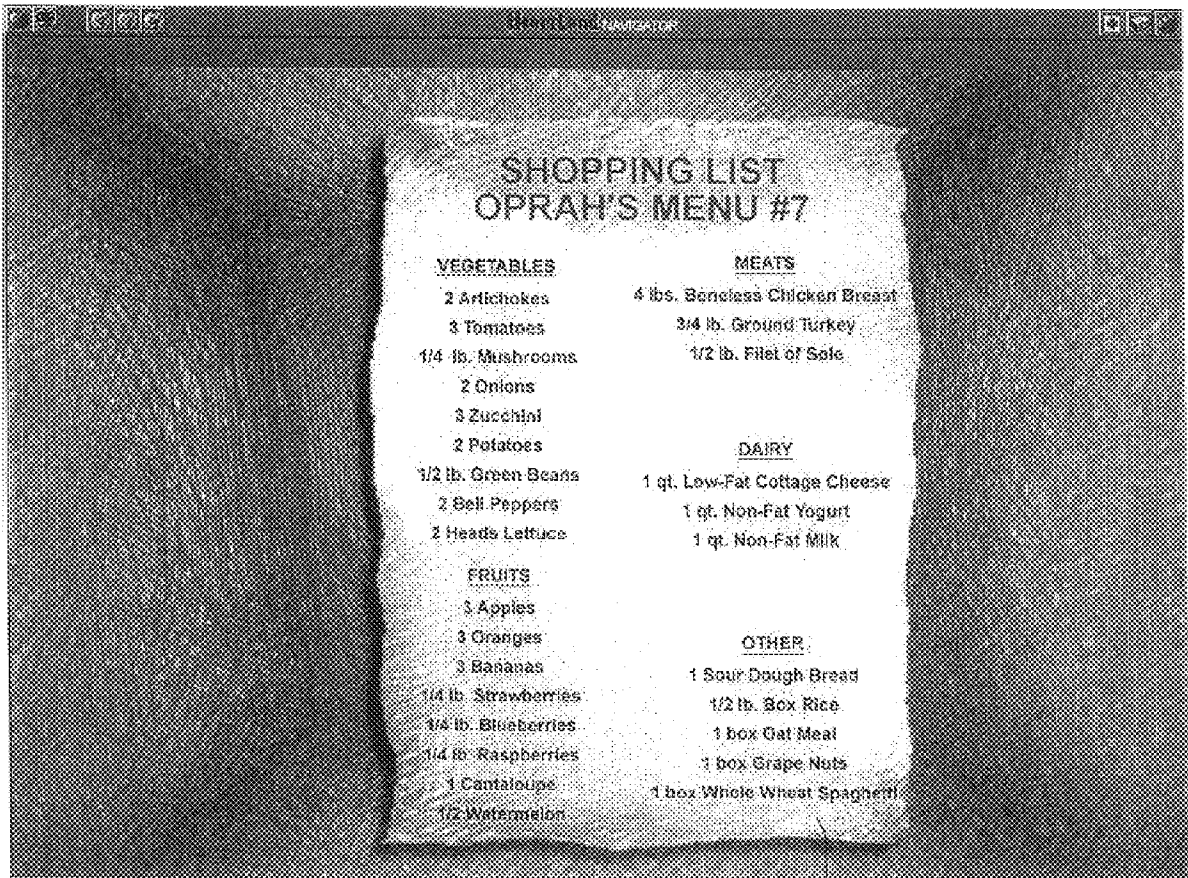 NAVIGATOR
SHOPPING LIST
OPRAH'S MENU #7
VEGETABLES
2 Artichokes
3 Tomatoes
1/4 lb. Mushrooms
2 Onions
3 Zucchini
2 Potatoes
1/2 lb. Green Beans
2 Bell Peppers
2 Heads Lettuce
FRUITS
3 Apples
3 Oranges
3 Bananas
1/4 lb. Strawberries
1/4 lb. Blueberries
1/4 lb. Raspberries
1 Cantaloupe
1/2 Watermelon
MEATS
4 lbs. Boneless Chicken Breast
3/4 lb. Ground Turkey
1/2 lb. Filet of Sole
DAIRY
1 qt. Low-Fat Cottage Cheese
1 qt. Non-Fat Yogurt
1 qt. Non-Fat Milk
OTHER
1 Sour Dough Bread
1/2 lb. Box Rice
1 box Oat Meal
1 box Grape Nuts
1 box Whole Wheat Spaghetti